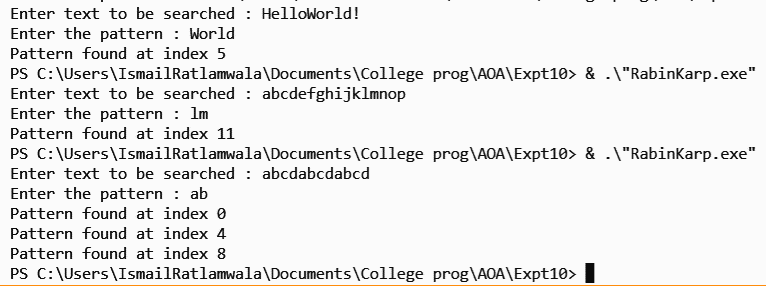 Enter text to be searched : HelloWorld!
Enter the pattern : World
Pattern found at index 5
PS C:\Users\IsmailRatlamwala\Documents\College prog\AOA\Expt10> & .\"RabinKarp.exe"
Enter text to be searched : abcdefghijklmnop
Enter the pattern : lm
Pattern found at index 11
PS C:\Users\IsmailRatlamwala\Documents\College prog\AOA\Expt10> & .\"RabinKarp.exe"
Enter text to be searched : abcdabcdabcd
Enter the pattern : ab
Pattern found at index 0
Pattern found at index 4
Pattern found at index 8
PS C:\Users\IsmailRatlamwala\Documents\College prog\AOA\Expt10>